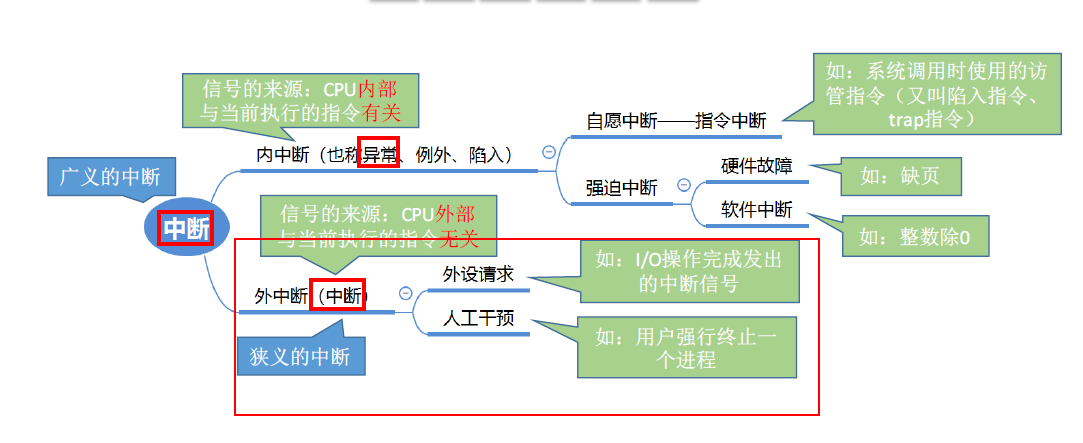 信号的来源：CPU内部
与当前执行的指令有关
如：系统调用时使用的访
管指令（又叫陷入指令、
trap指令）
自愿中断——指令中断
内中断（也称异常、例外、陷入）
硬件故障
如：缺页
广义的中断
强迫中断
软件中断
如：整数除0
中断
信号的来源：CPU外部
与当前执行的指令无关
外设请求
如：I/O操作完成发出
的中断信号
外中断（中断）
人工干预
如：用户强行终止一
个进程
狭义的中断